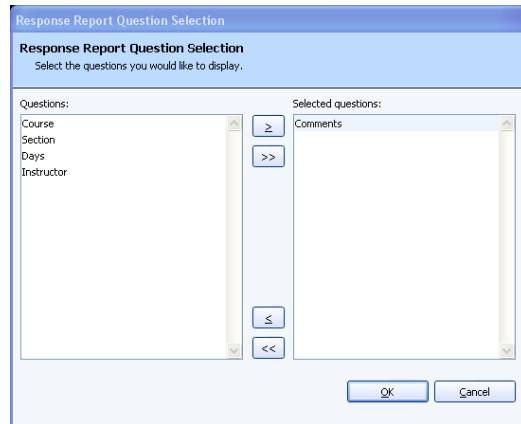 Response Report Question Selection
Response Report Question Selection
Select the questions you would like to display.
Questions:
Course
Section
Days
Instructor
>
>>
<
<<
Selected questions:
Comments
OK
Cancel